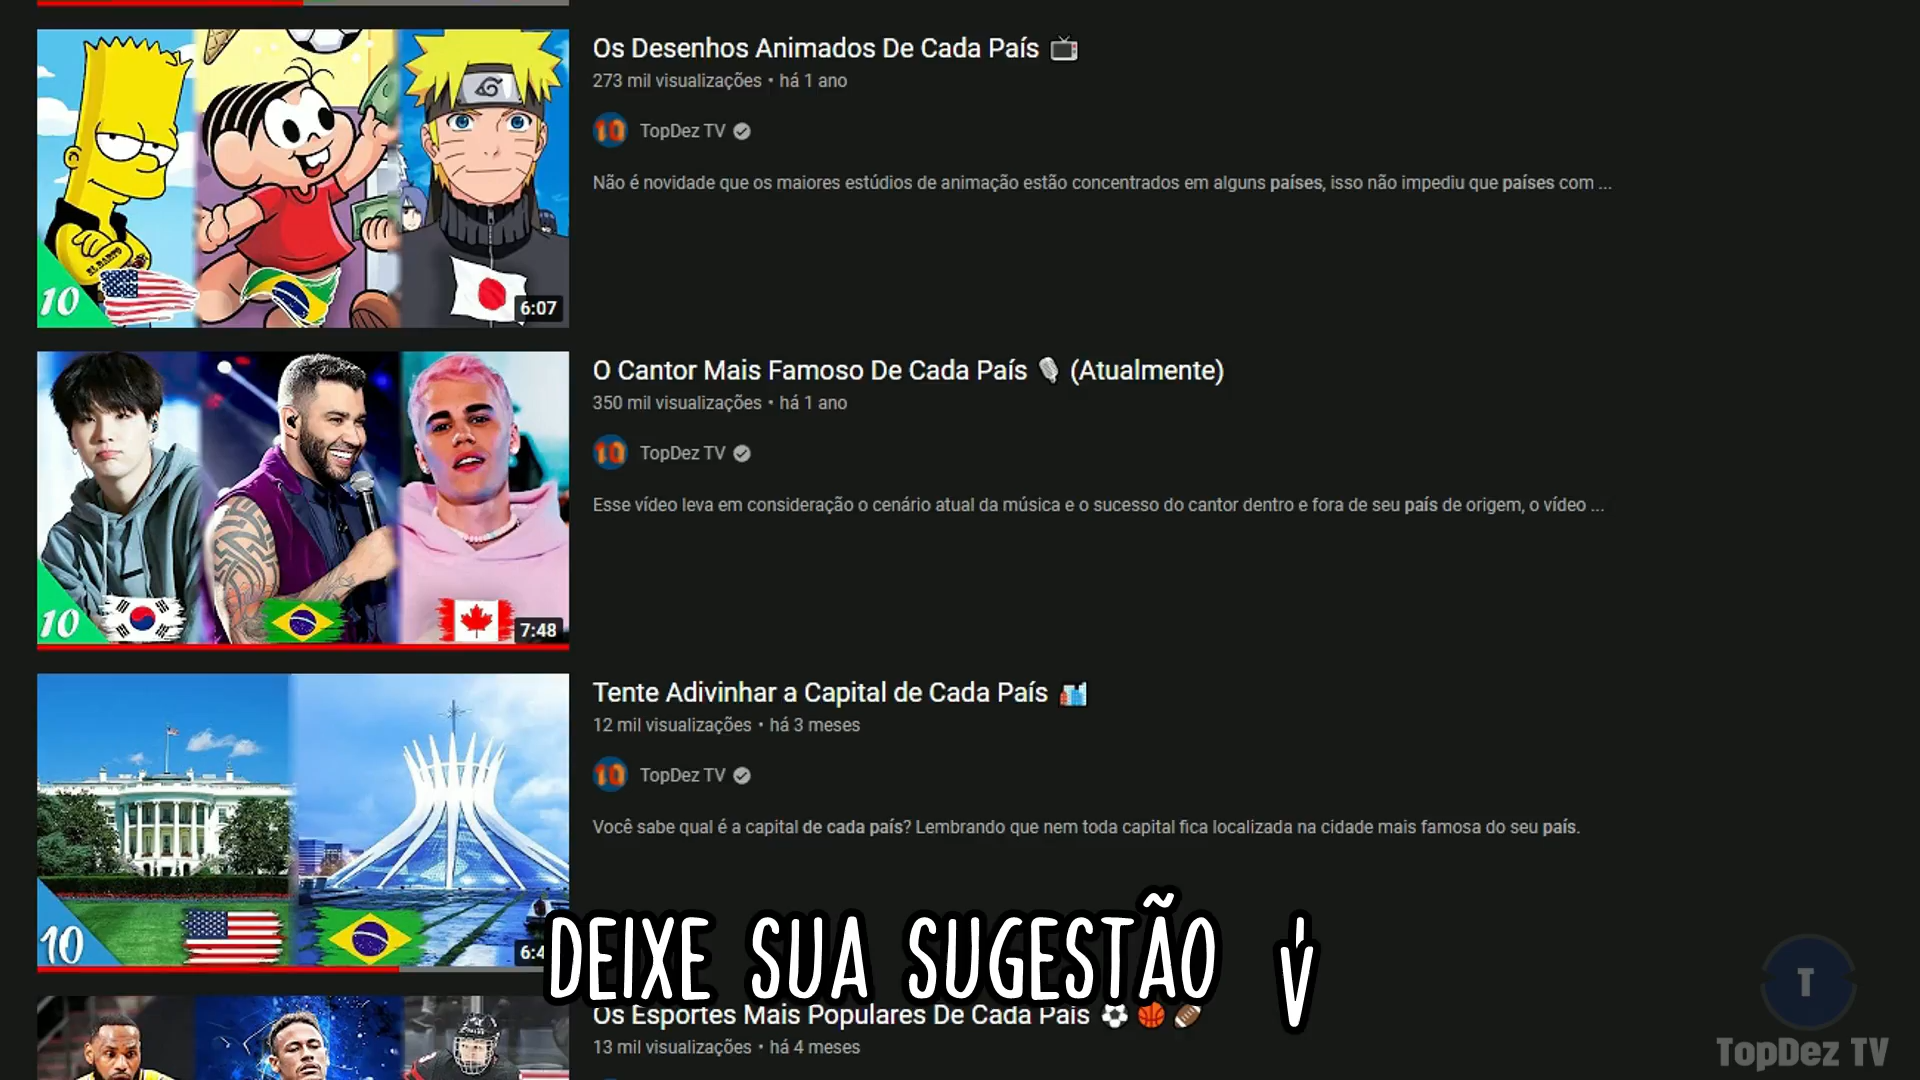 Os Desenhos Animados De Cada País
273 mil visualizações • há 1 ano
TopDez TV
Não é novidade que os maiores estúdios de animação estão concentrados em alguns países, isso não impediu que países com ...
EL BARTO
10
6:07
O Cantor Mais Famoso De Cada País (Atualmente)
350 mil visualizações • há 1 ano
TopDez TV
Esse vídeo leva em consideração o cenário atual da música e o sucesso do cantor dentro e fora de seu país de origem, o vídeo ...
10
7:48
Tente Adivinhar a Capital de Cada País
12 mil visualizações • há 3 meses
TopDez TV
Você sabe qual é a capital de cada país? Lembrando que nem toda capital fica localizada na cidade mais famosa do seu país.
10
DEIXE SUA SUGESTÃO
Os Esportes Mais Populares De Cada País
13 mil visualizações • há 4 meses
T
TopDez TV